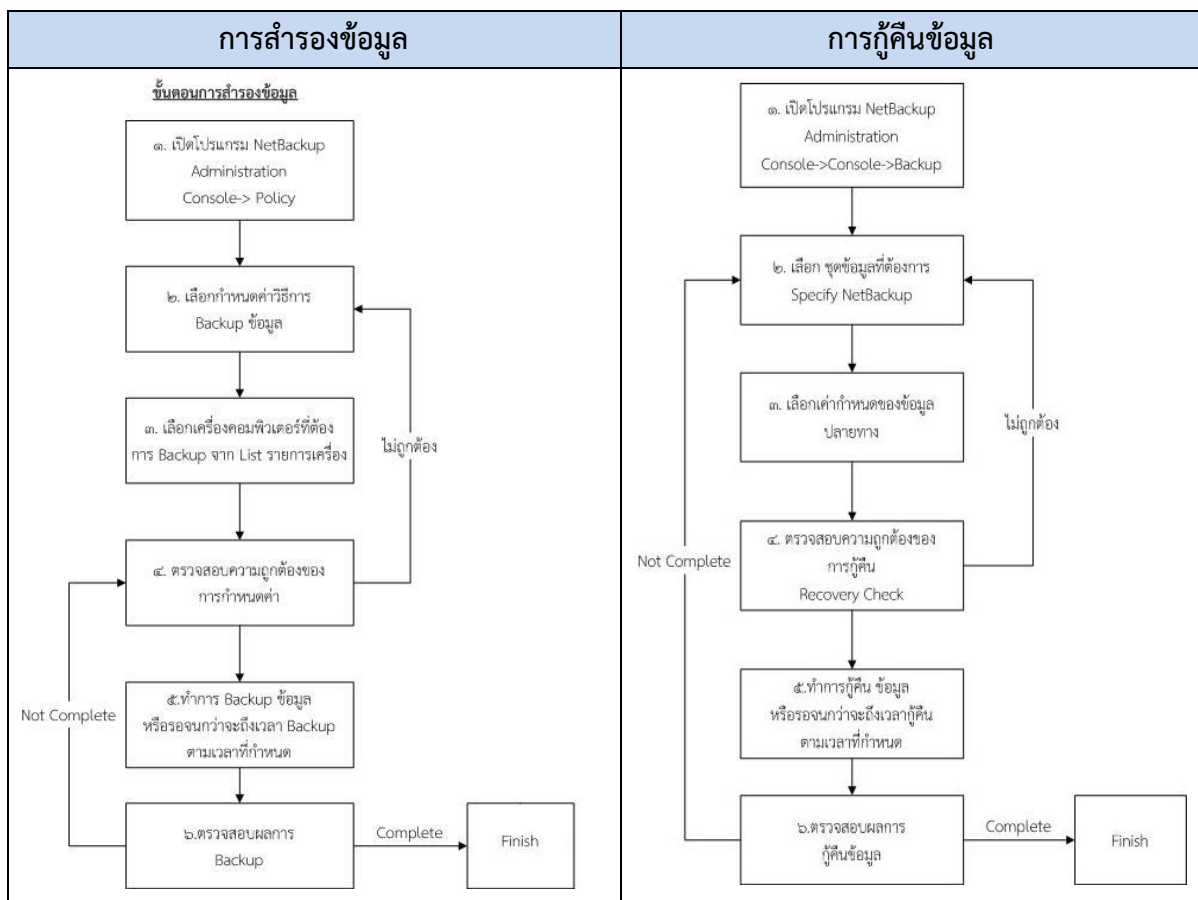 การสำรองข้อมูล
ขั้นตอนการสำรองข้อมูล
๑. เปิดโปรแกรม NetBackup
Administration
Console-> Policy
๒. เลือกกำหนดค่าวิธีการ
Backup ข้อมูล
๓. เลือกเครื่องคอมพิวเตอร์ที่ต้อง
การ Backup จาก List รายการเครื่อง
ไม่ถูกต้อง
๔. ตรวจสอบความถูกต้องของ
การกำหนดค่า
Not Complete
๕.ทำการ Backup ข้อมูล
หรือรอจนกว่าจะถึงเวลา Backup
ตามเวลาที่กำหนด
๖.ตรวจสอบผลการ
Backup
Complete
Finish
การกู้คืนข้อมูล
๑. เปิดโปรแกรม NetBackup
Administration
Console->Console->Backup
๒. เลือก ชุดข้อมูลที่ต้องการ
Specify NetBackup
๓. เลือกเค่ากำหนดของข้อมูล
ปลายทาง
ไม่ถูกต้อง
๔. ตรวจสอบความถูกต้องของ
การกู้คืน
Recovery Check
Not Complete
๕.ทำการกู้คืน ข้อมูล
หรือรอจนกว่าจะถึงเวลากู้คืน
ตามเวลาที่กำหนด
๖.ตรวจสอบผลการ
กู้คืนข้อมูล
Complete
Finish